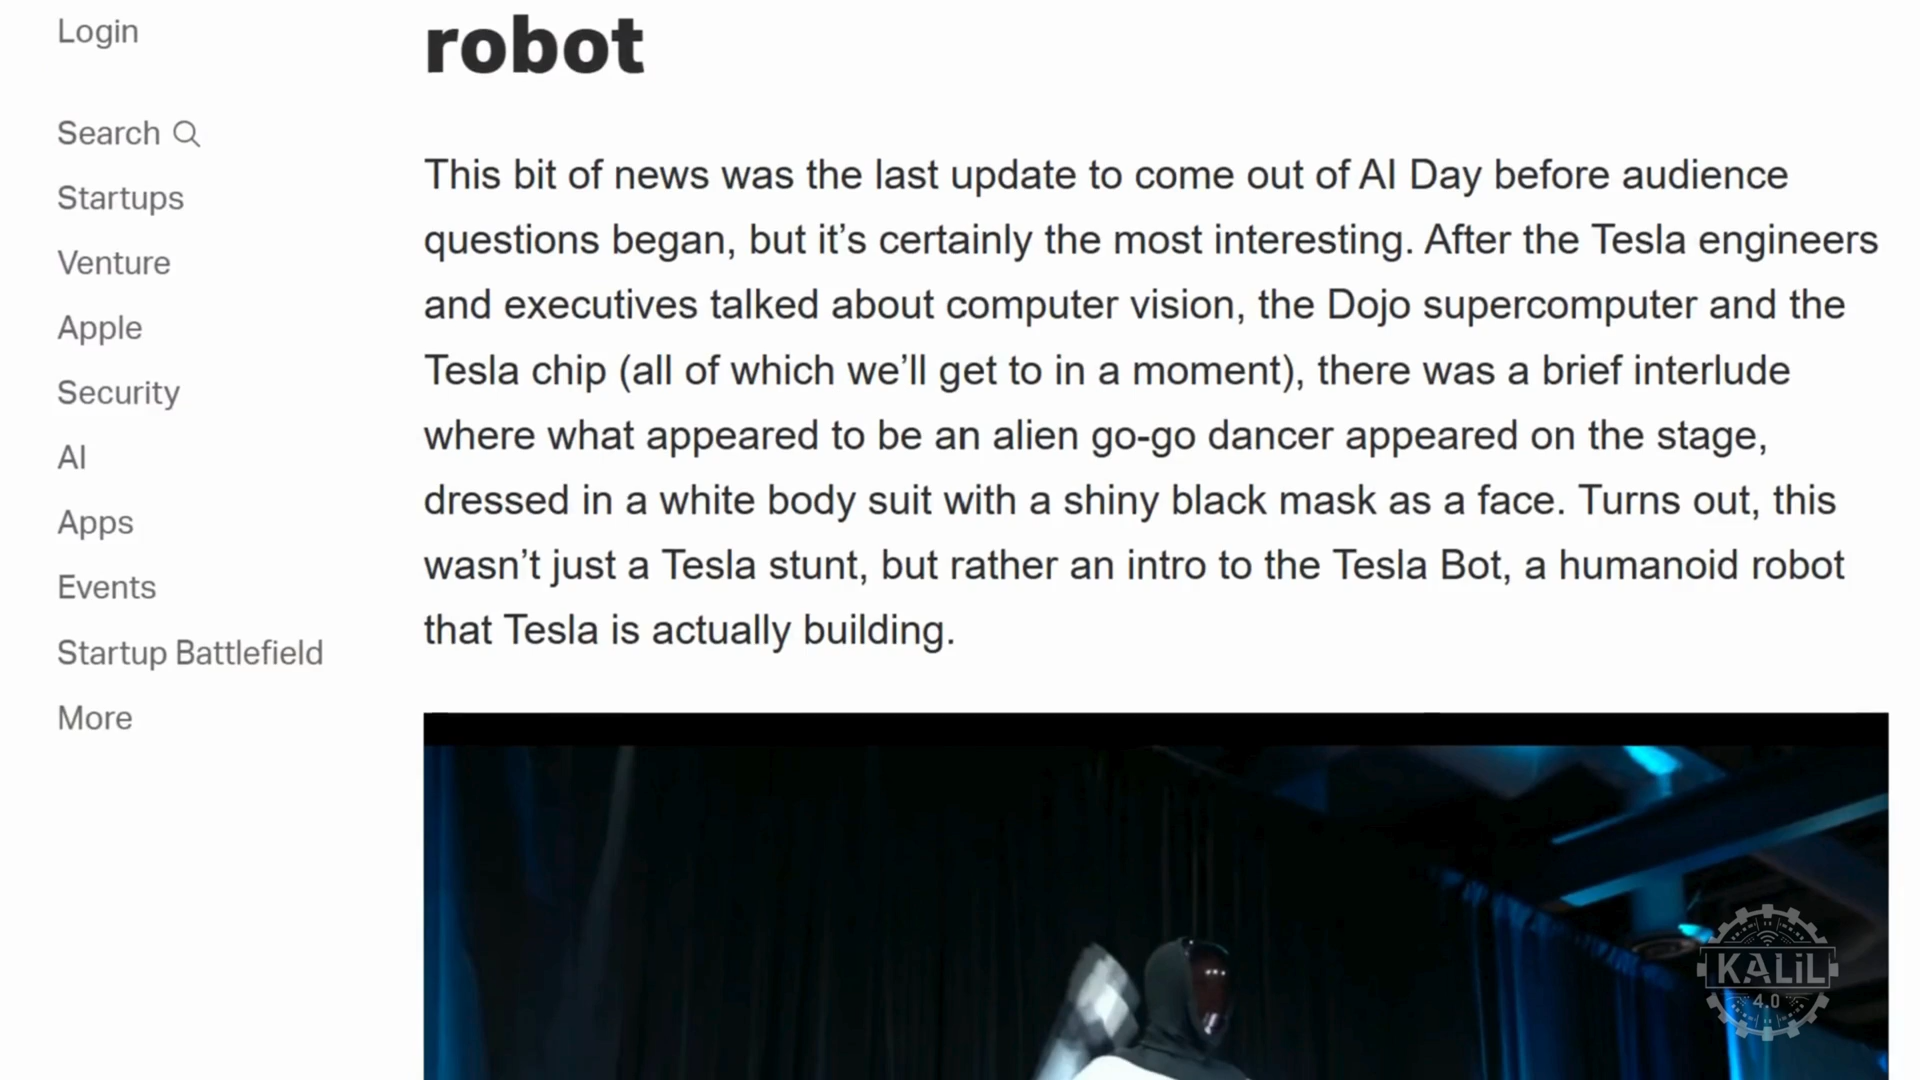 Login
Search
Startups
Venture
Apple
Security
AI
Apps
Events
Startup Battlefield
More
robot
This bit of news was the last update to come out of AI Day before audience
questions began, but it’s certainly the most interesting. After the Tesla engineers
and executives talked about computer vision, the Dojo supercomputer and the
Tesla chip (all of which we’ll get to in a moment), there was a brief interlude
where what appeared to be an alien go-go dancer appeared on the stage,
dressed in a white body suit with a shiny black mask as a face. Turns out, this
wasn’t just a Tesla stunt, but rather an intro to the Tesla Bot, a humanoid robot
that Tesla is actually building.
KALiL
4.0